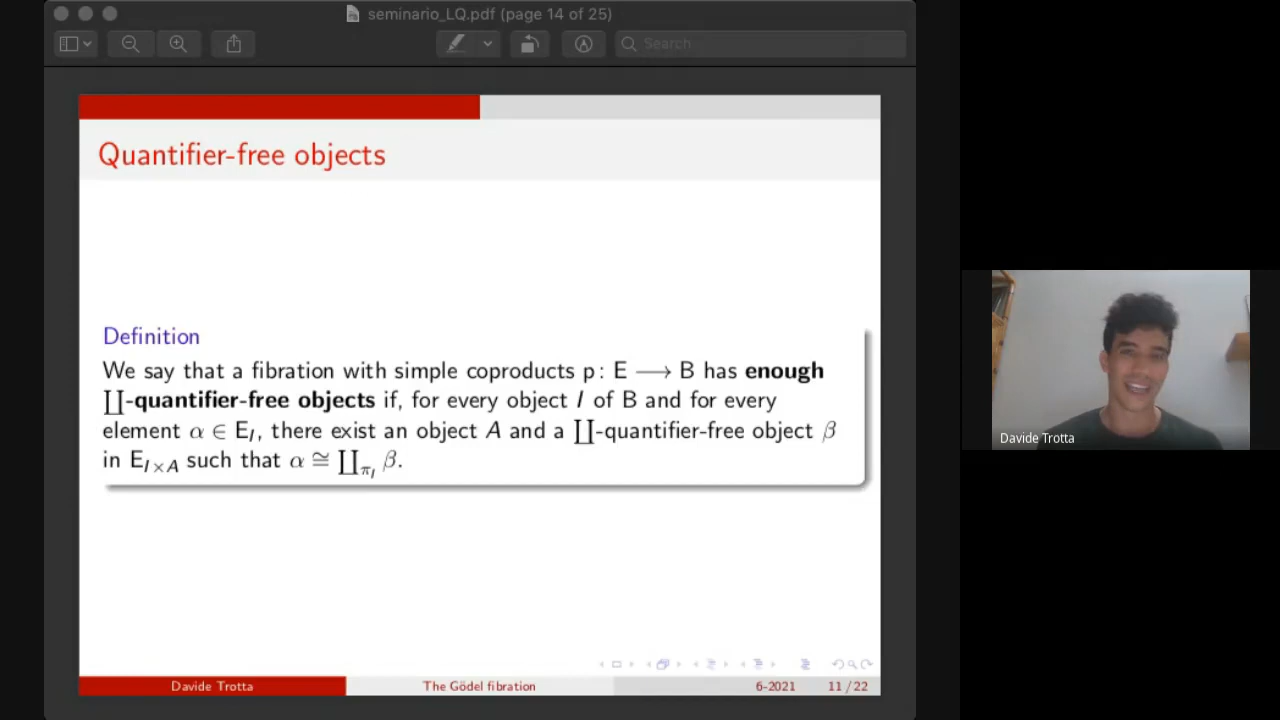 seminario_LQ.pdf (page 14 of 25)
Search
Quantifier-free objects
Definition
We say that a fibration with simple coproducts p: E ⟶ B has enough
∐-quantifier-free objects if, for every object I of B and for every
element α ∈ E_I, there exist an object A and a ∐-quantifier-free object β
in E_{I×A} such that α ≅ ∐_{π_I} β.
Davide Trotta
Davide Trotta
The Gödel fibration
6-2021
11 / 22